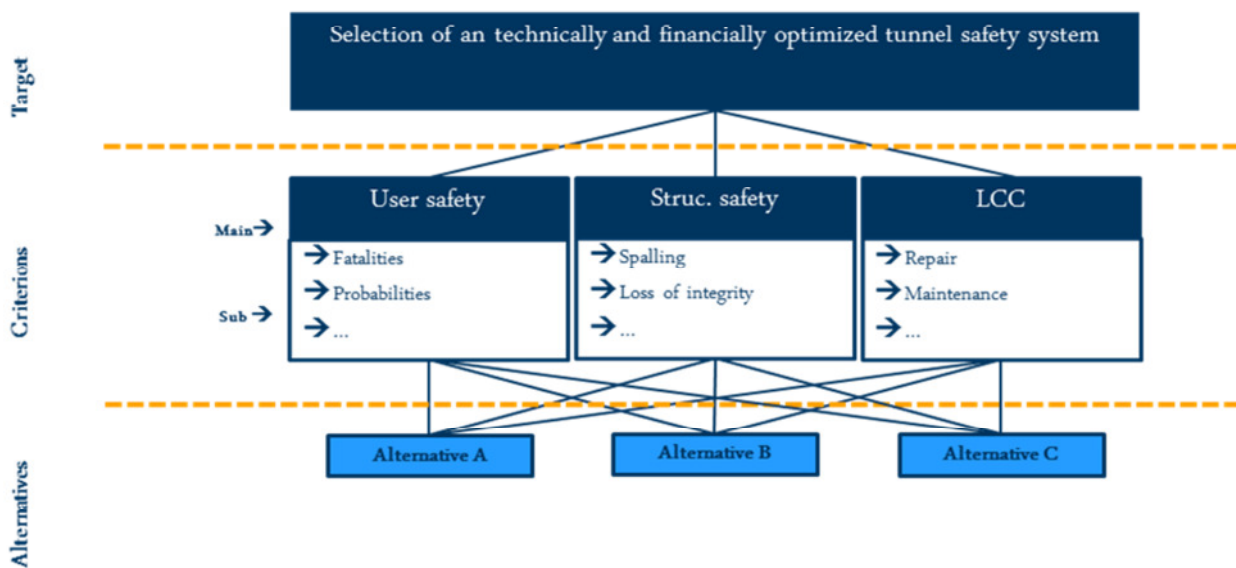 Target
Selection of an technically and financially optimized tunnel safety system
Criterions
Main →
Sub →
User safety
→ Fatalities
→ Probabilities
→ ...
Struc. safety
→ Spalling
→ Loss of integrity
→ ...
LCC
→ Repair
→ Maintenance
→ ...
Alternatives
Alternative A
Alternative B
Alternative C